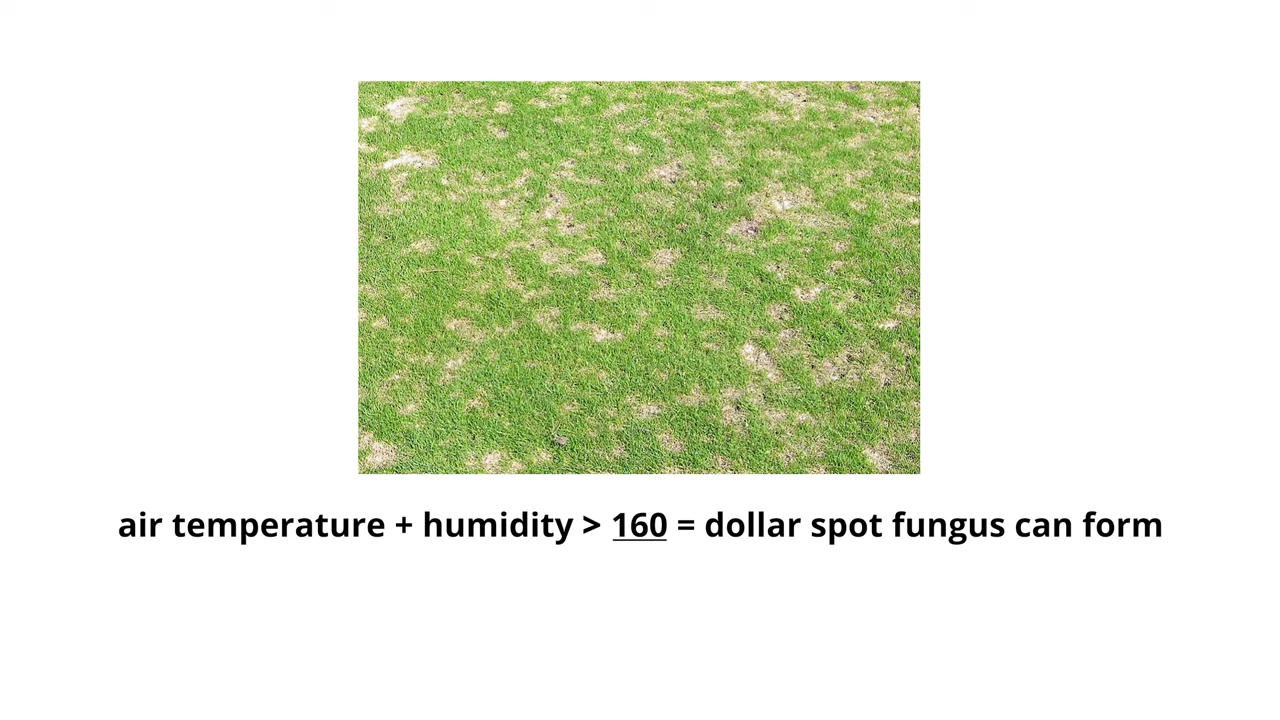 air temperature + humidity > 160 = dollar spot fungus can form